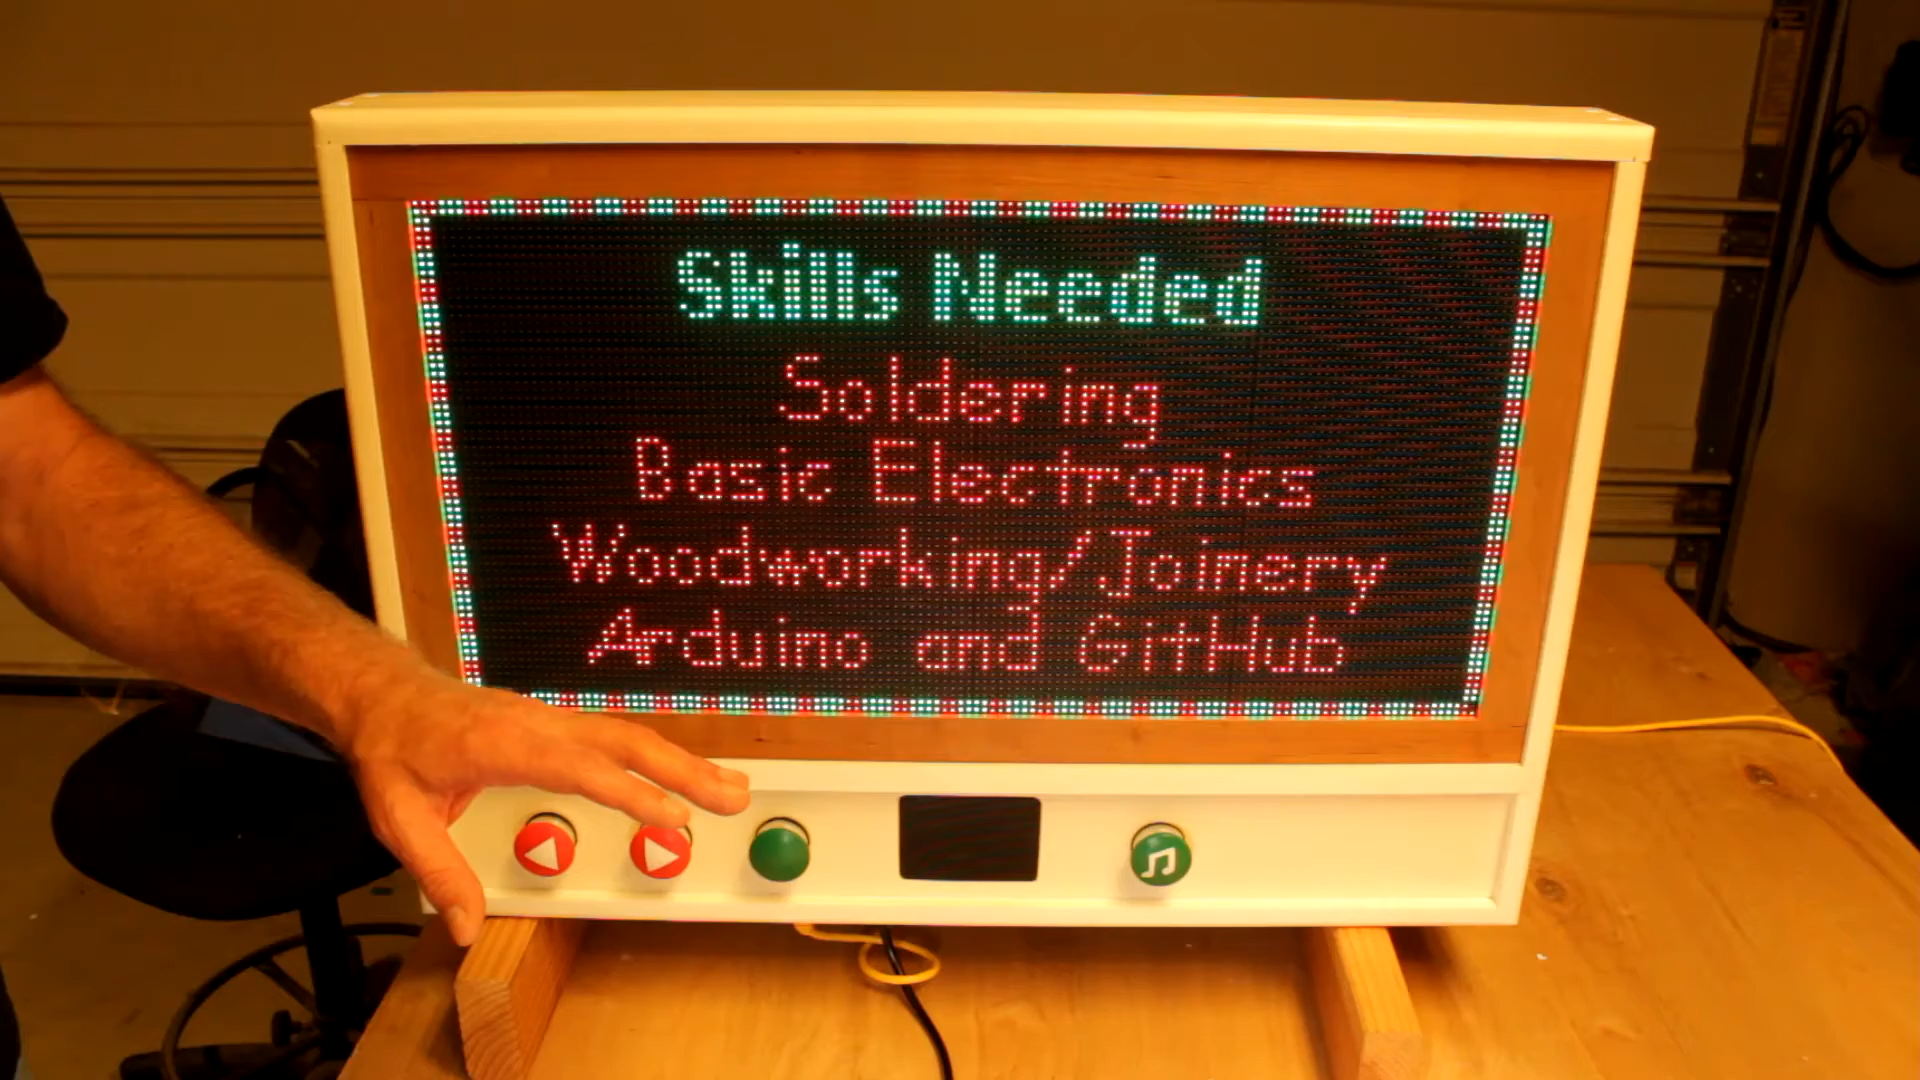 Skills Needed
Soldering
Basic Electronics
Woodworking/Joinery
Arduino and GitHub